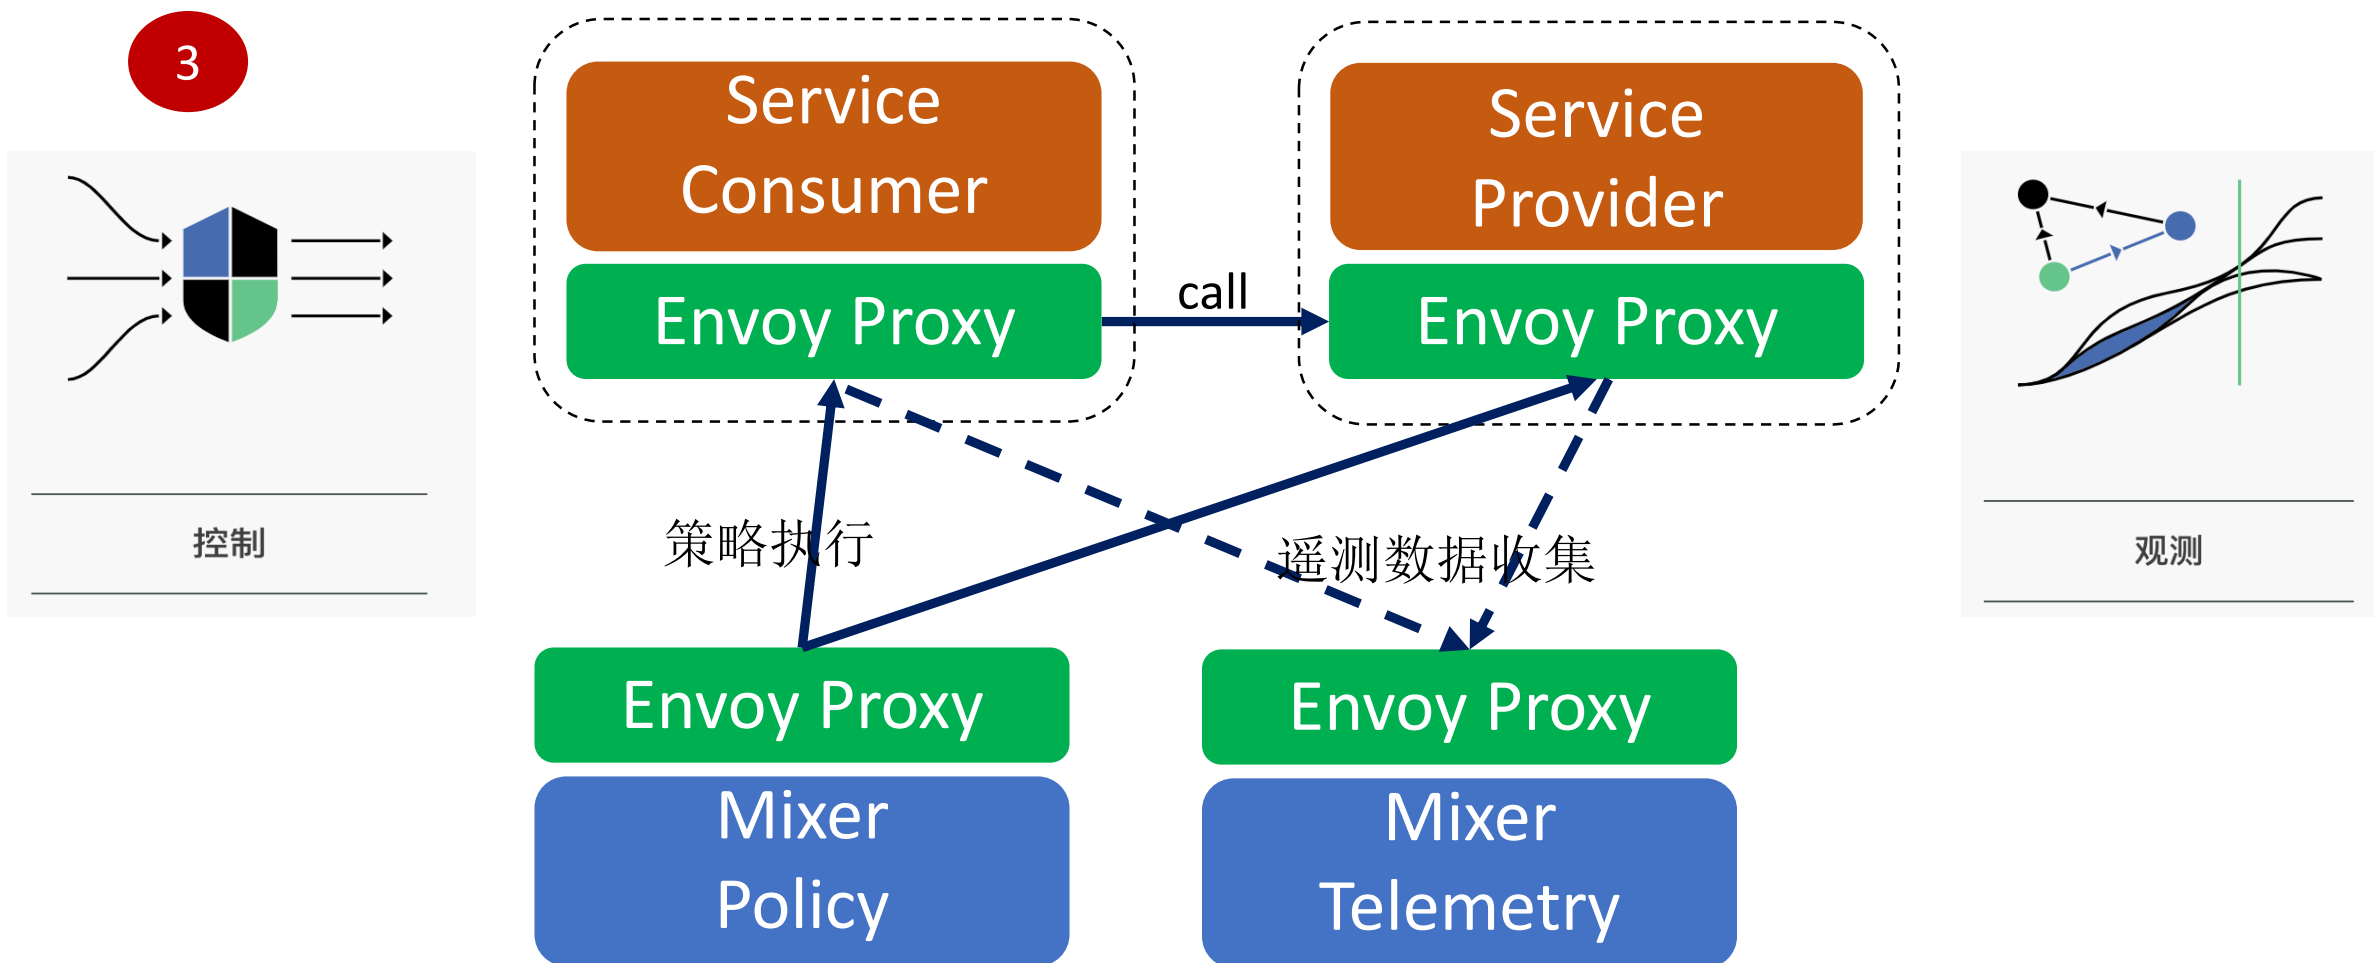 3
Service
Consumer
Envoy Proxy
call
Service
Provider
Envoy Proxy
控制
策略执行
遥测数据收集
观测
Envoy Proxy
Mixer
Policy
Envoy Proxy
Mixer
Telemetry